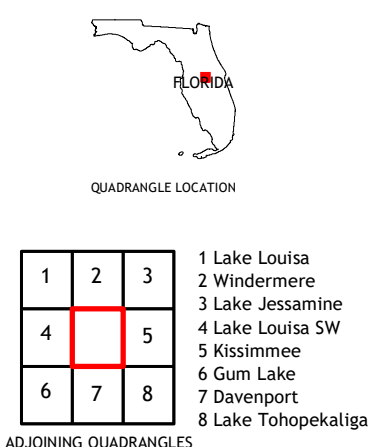 FLORIDA
QUADRANGLE LOCATION
1 2 3
4 5
6 7 8
1 Lake Louisa
2 Windermere
3 Lake Jessamine
4 Lake Louisa SW
5 Kissimmee
6 Gum Lake
7 Davenport
8 Lake Tohopekaliga
ADJOINING QUADRANGLES